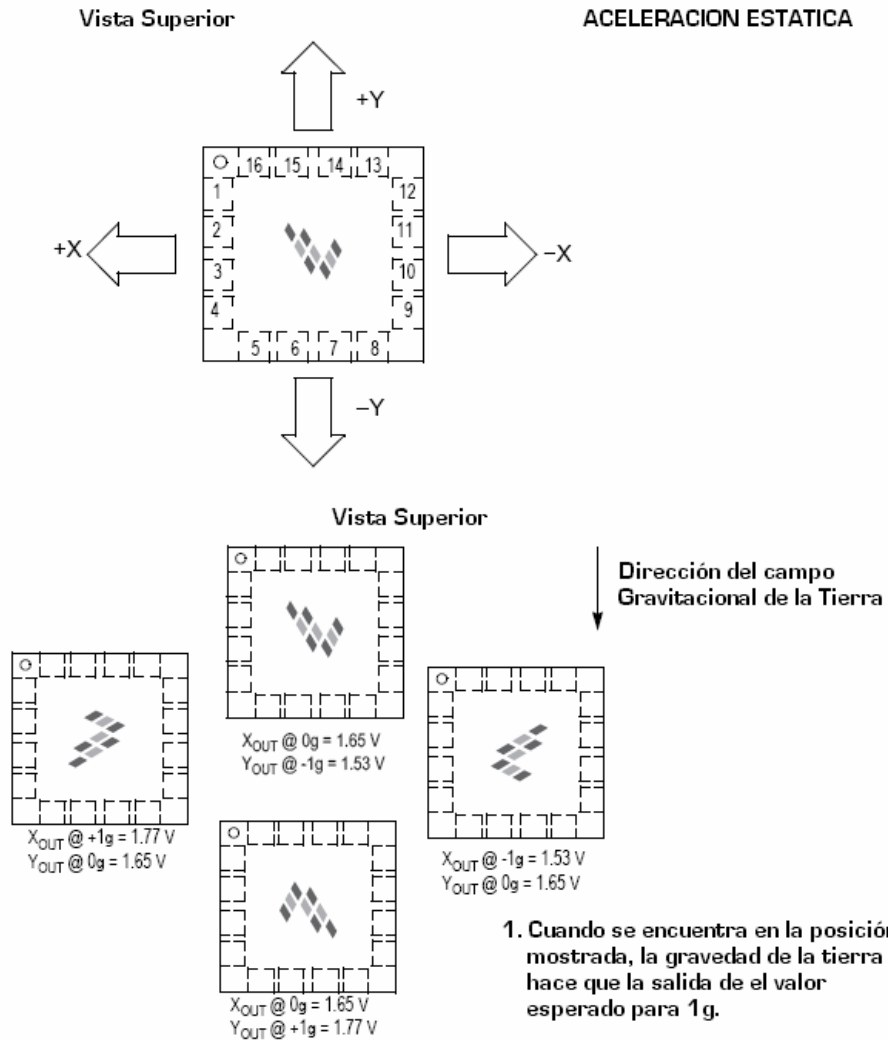 Vista Superior
ACELERACION ESTATICA
+Y
16 15 14 13
1 12
2 11
+X
−X
3 10
4 9
5 6 7 8
−Y
Vista Superior
Dirección del campo
Gravitacional de la Tierra
XOUT @ 0g = 1.65 V
YOUT @ -1g = 1.53 V
XOUT @ +1g = 1.77 V
YOUT @ 0g = 1.65 V
XOUT @ -1g = 1.53 V
YOUT @ 0g = 1.65 V
XOUT @ 0g = 1.65 V
YOUT @ +1g = 1.77 V
1. Cuando se encuentra en la posición
mostrada, la gravedad de la tierra
hace que la salida de el valor
esperado para 1g.